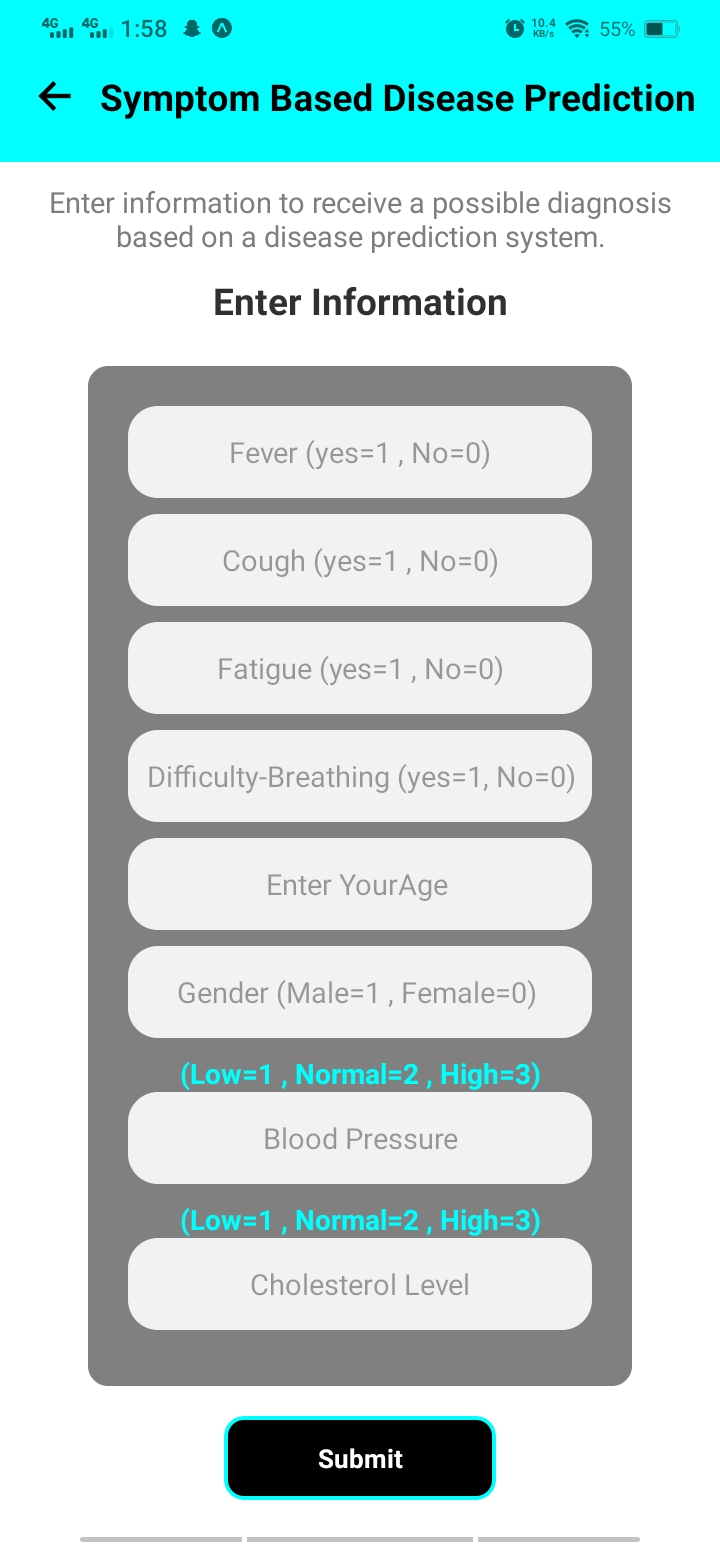 4G 4G 1:58 10.4 KB/s 55%
Symptom Based Disease Prediction
Enter information to receive a possible diagnosis
based on a disease prediction system.
Enter Information
Fever (yes=1 , No=0)
Cough (yes=1 , No=0)
Fatigue (yes=1 , No=0)
Difficulty-Breathing (yes=1, No=0)
Enter YourAge
Gender (Male=1 , Female=0)
(Low=1 , Normal=2 , High=3)
Blood Pressure
(Low=1 , Normal=2 , High=3)
Cholesterol Level
Submit